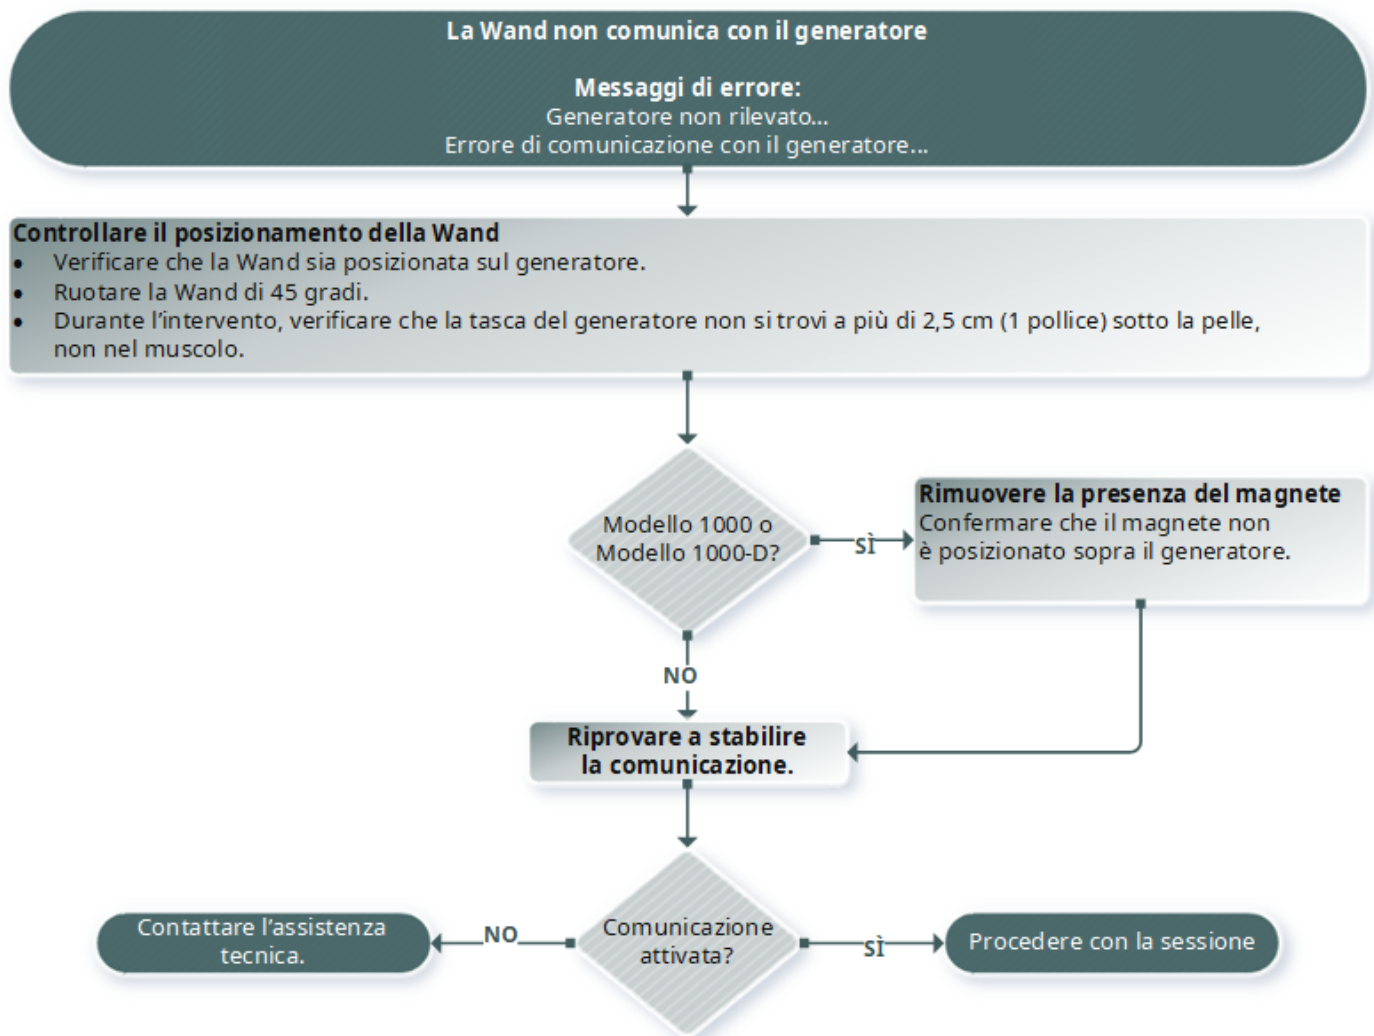 La Wand non comunica con il generatore
Messaggi di errore:
Generatore non rilevato...
Errore di comunicazione con il generatore...
Controllare il posizionamento della Wand
• Verificare che la Wand sia posizionata sul generatore.
• Ruotare la Wand di 45 gradi.
• Durante l’intervento, verificare che la tasca del generatore non si trovi a più di 2,5 cm (1 pollice) sotto la pelle,
non nel muscolo.
Modello 1000 o
Modello 1000-D?
SÌ
Rimuovere la presenza del magnete
Confermare che il magnete non
è posizionato sopra il generatore.
NO
Riprovare a stabilire
la comunicazione.
Comunicazione
attivata?
NO
Contattare l’assistenza
tecnica.
SÌ
Procedere con la sessione